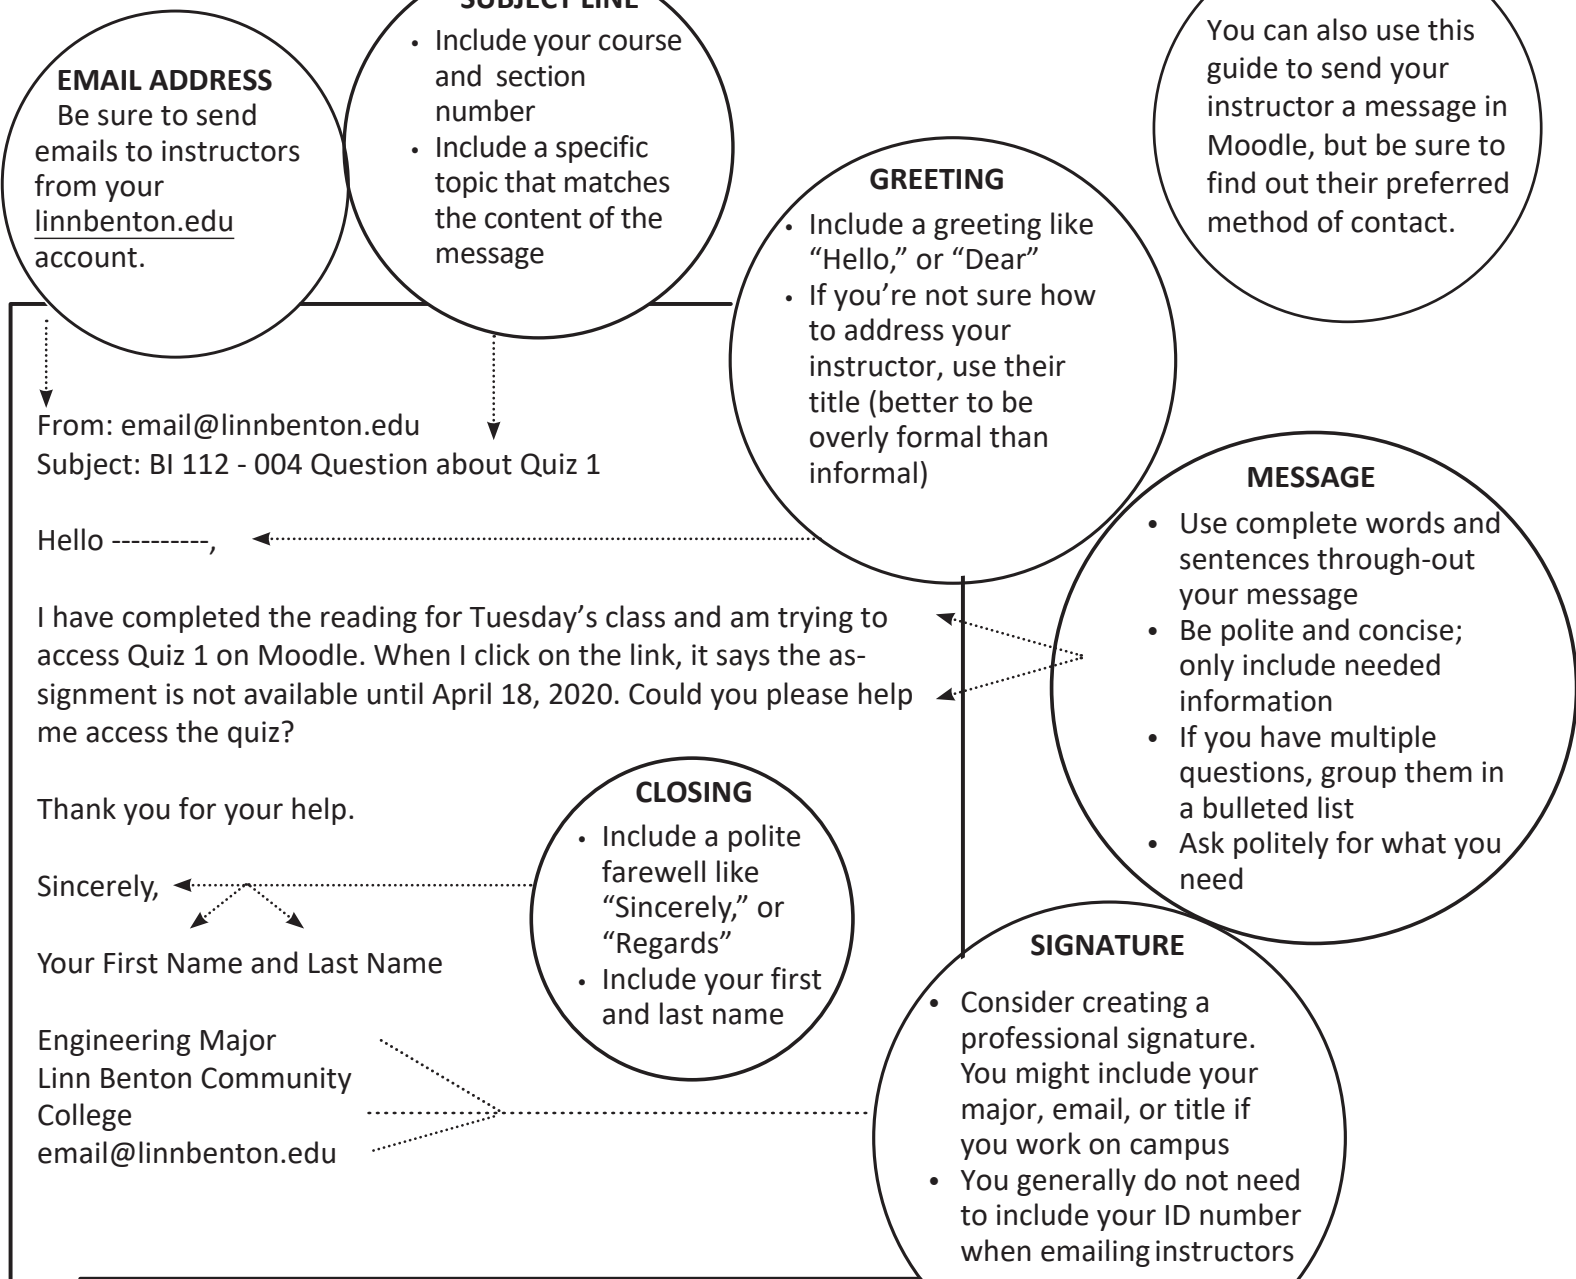 SUBJECT LINE
• Include your course
and section
number
• Include a specific
topic that matches
the content of the
message
EMAIL ADDRESS
Be sure to send
emails to instructors
from your
linnbenton.edu
account.
You can also use this
guide to send your
instructor a message in
Moodle, but be sure to
find out their preferred
method of contact.
GREETING
• Include a greeting like
“Hello,” or “Dear”
• If you’re not sure how
to address your
instructor, use their
title (better to be
overly formal than
informal)
From: email@linnbenton.edu
Subject: BI 112 - 004 Question about Quiz 1
Hello ----------,
I have completed the reading for Tuesday’s class and am trying to
access Quiz 1 on Moodle. When I click on the link, it says the as-
signment is not available until April 18, 2020. Could you please help
me access the quiz?
Thank you for your help.
Sincerely,
Your First Name and Last Name
Engineering Major
Linn Benton Community
College
email@linnbenton.edu
MESSAGE
• Use complete words and
sentences through-out
your message
• Be polite and concise;
only include needed
information
• If you have multiple
questions, group them in
a bulleted list
• Ask politely for what you
need
CLOSING
• Include a polite
farewell like
“Sincerely,” or
“Regards”
• Include your first
and last name
SIGNATURE
• Consider creating a
professional signature.
You might include your
major, email, or title if
you work on campus
• You generally do not need
to include your ID number
when emailing instructors